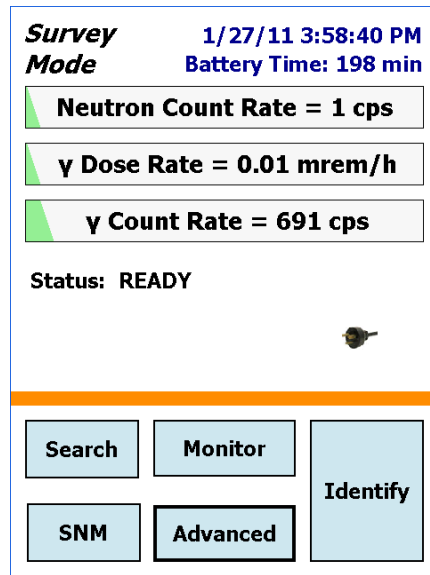 Survey Mode
1/27/11 3:58:40 PM
Battery Time: 198 min
Neutron Count Rate = 1 cps
γ Dose Rate = 0.01 mrem/h
γ Count Rate = 691 cps
Status: READY
Search
Monitor
Identify
SNM
Advanced